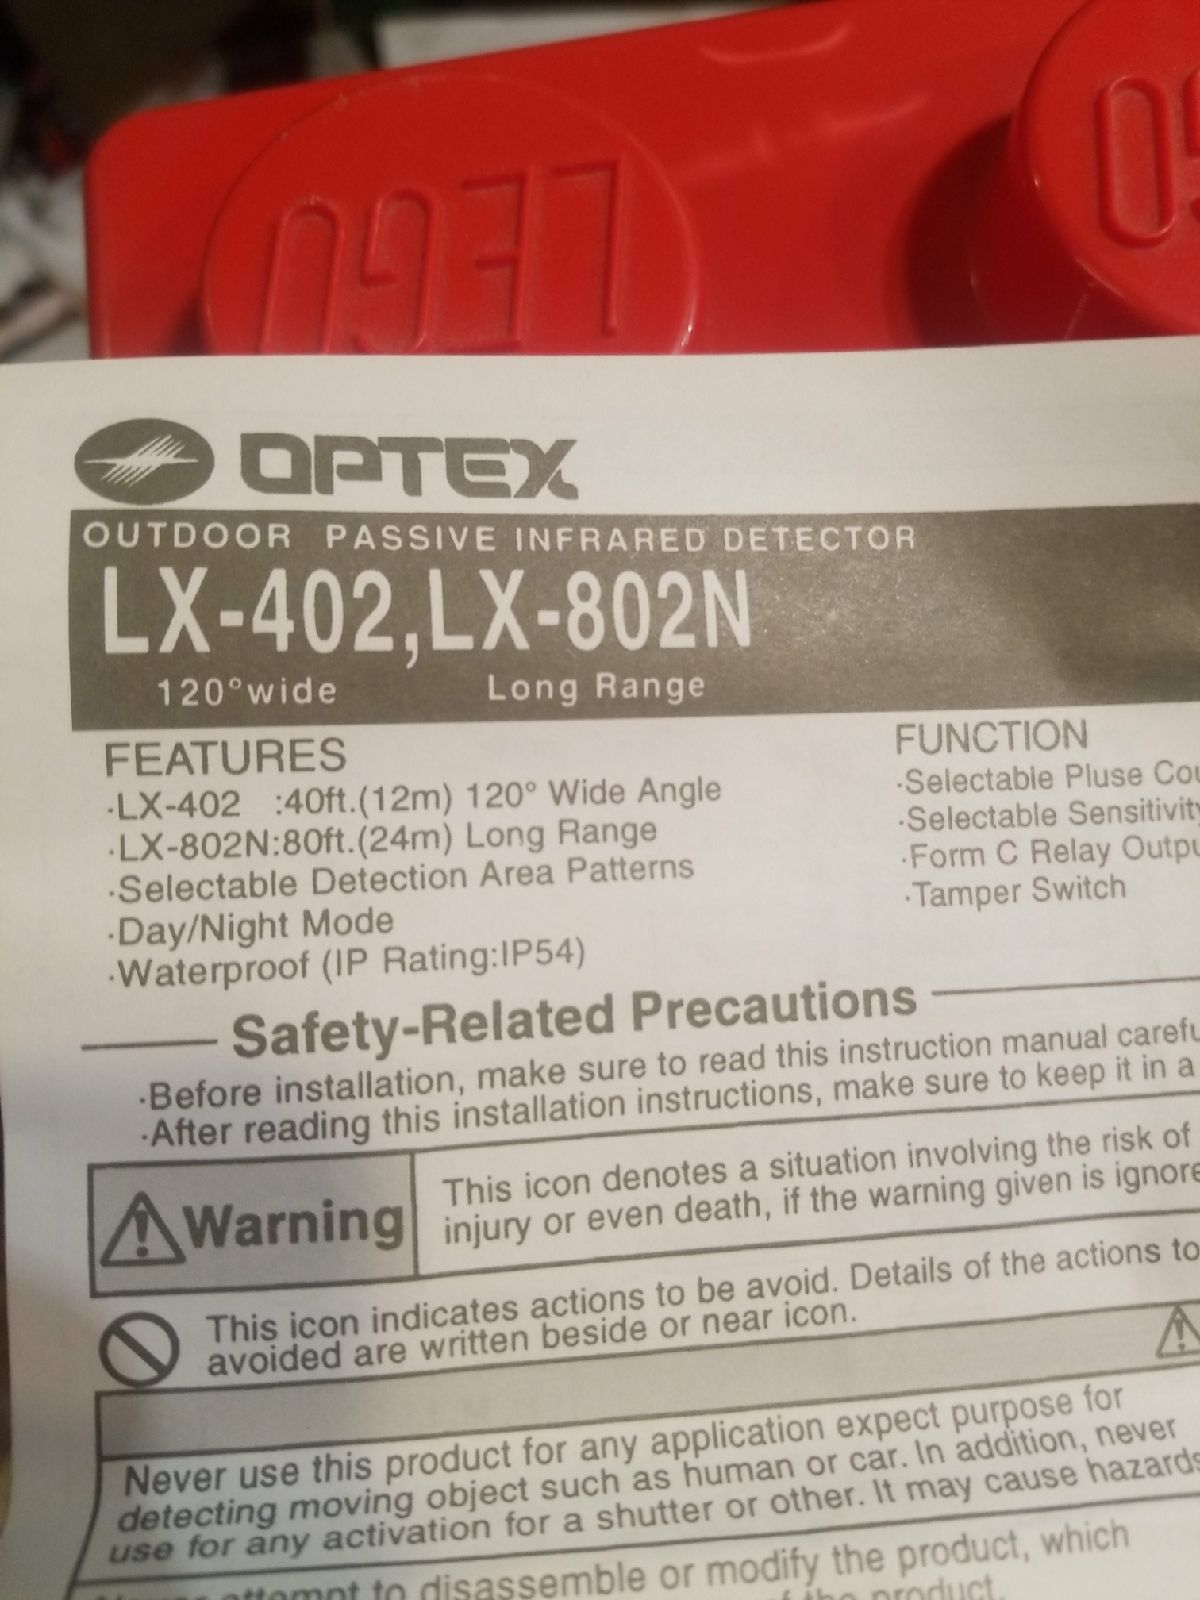 LEGO
OPTEX
OUTDOOR PASSIVE INFRARED DETECTOR
LX-402,LX-802N
120°wide Long Range
FEATURES
·LX-402 :40ft.(12m) 120° Wide Angle
·LX-802N:80ft.(24m) Long Range
·Selectable Detection Area Patterns
·Day/Night Mode
·Waterproof (IP Rating:IP54)
FUNCTION
·Selectable Pluse
·Selectable Sensitivity
·Form C Relay
·Tamper Switch
Safety-Related Precautions
·Before installation, make sure to read this instruction manual
·After reading this installation instructions, make sure to keep it in a
Warning
This icon denotes a situation involving the risk of
injury or even death, if the warning given is
This icon indicates actions to be avoid. Details of the actions to
avoided are written beside or near icon.
Never use this product for any application expect purpose for
detecting moving object such as human or car. In addition, never
use for any activation for a shutter or other. It may cause hazards
attempt to disassemble or modify the product, which
of the product.